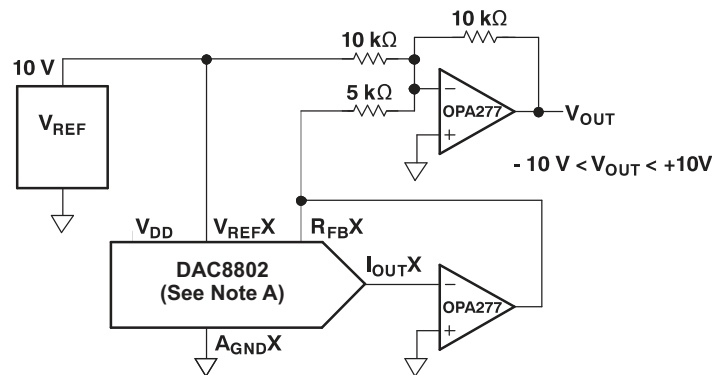 10 kΩ
10 kΩ
10 V
5 kΩ
VREF
−
OPA277
+
VOUT
- 10 V < VOUT < +10V
VDD
VREFX
RFBX
DAC8802
(See Note A)
IOUTX
−
OPA277
+
AGNDX